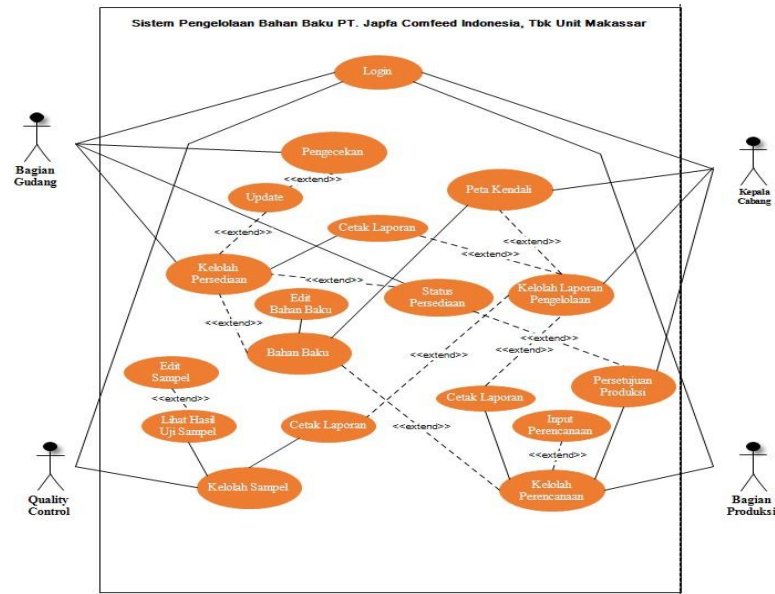 Sistem Pengelolaan Bahan Baku PT. Japfa Comfeed Indonesia, Tbk Unit Makassar
Login
Bagian
Gudang
Pengecekan
<<extend>>
Update
Peta Kendali
Kepala
Cabang
<<extend>>
Cetak Laporan
<<extend>>
<<extend>>
Kelolah
Persediaan
<<extend>>
Status
Persediaan
Kelolah Laporan
Pengelolaan
Edit
Bahan Baku
<<extend>>
<<extend>>
<<extend>>
Bahan Baku
<<extend>>
Edit
Sampel
Persetujuan
Produksi
<<extend>>
Cetak Laporan
Lihat Hasil
Uji Sampel
Cetak Laporan
<<extend>>
Input
Perencanaan
<<extend>>
Kelolah Sampel
Kelolah
Perencanaan
Quality
Control
Bagian
Produksi